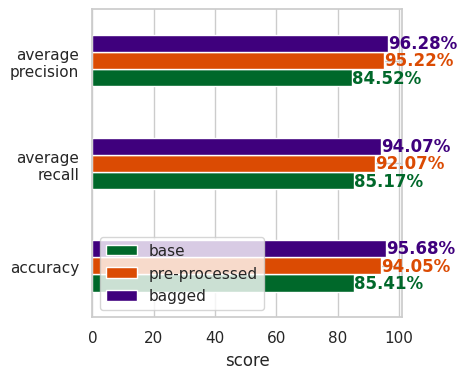 average
precision
96.28%
95.22%
84.52%
average
recall
94.07%
92.07%
85.17%
accuracy
95.68%
94.05%
85.41%
base
pre-processed
bagged
0 20 40 60 80 100
score